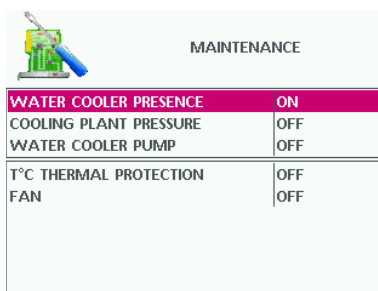 MAINTENANCE
WATER COOLER PRESENCE ON
COOLING PLANT PRESSURE OFF
WATER COOLER PUMP OFF
T°C THERMAL PROTECTION OFF
FAN OFF